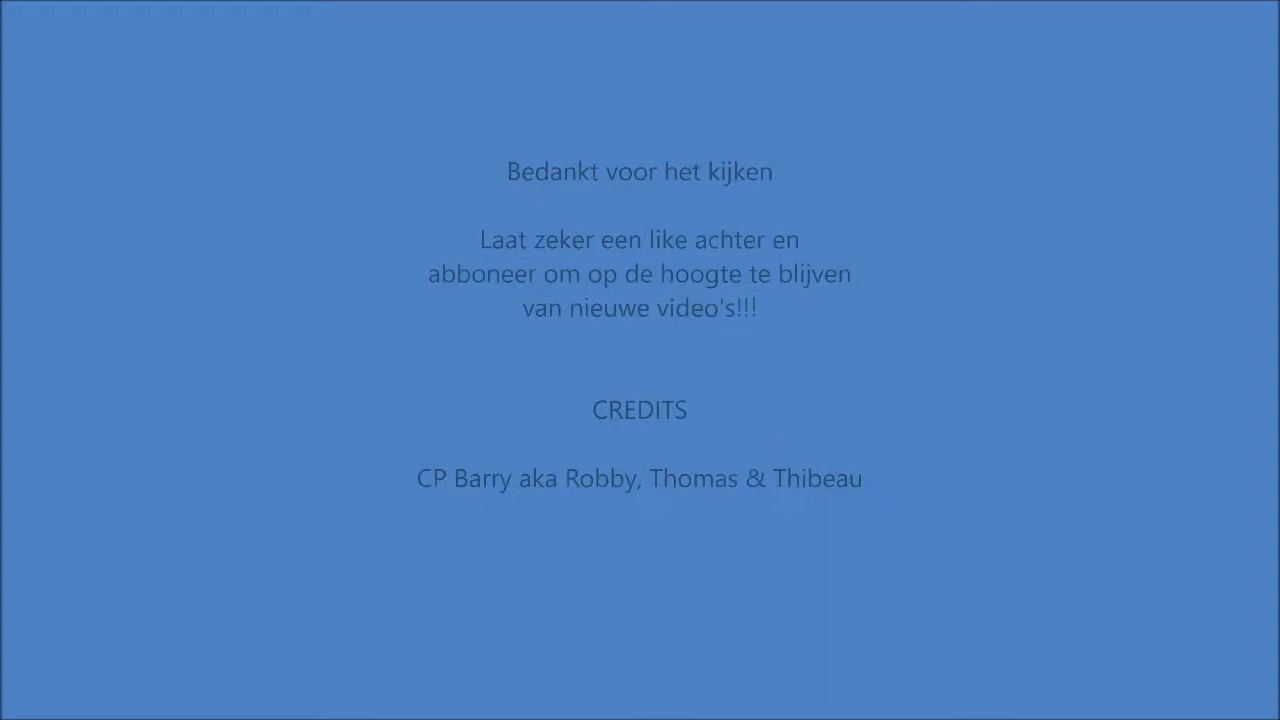 Bedankt voor het kijken
Laat zeker een like achter en
abboneer om op de hoogte te blijven
van nieuwe video's!!!
CREDITS
CP Barry aka Robby, Thomas & Thibeau